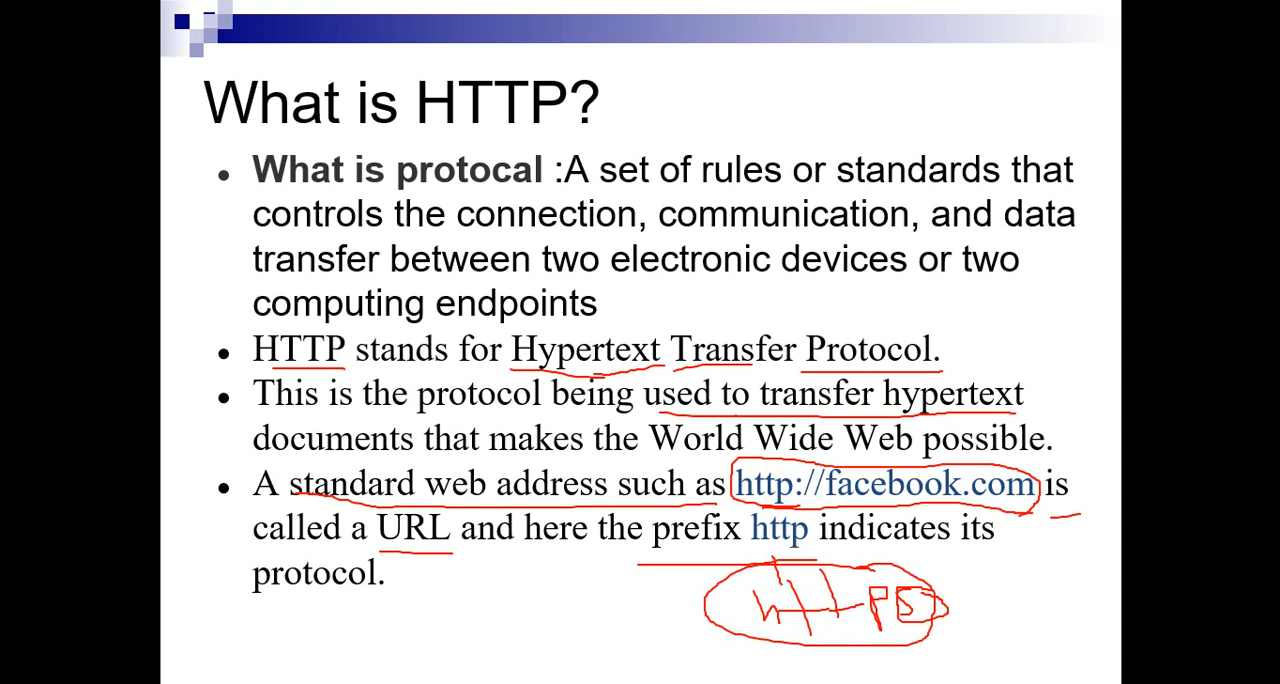 What is HTTP?
• What is protocal :A set of rules or standards that
controls the connection, communication, and data
transfer between two electronic devices or two
computing endpoints
• HTTP stands for Hypertext Transfer Protocol.
• This is the protocol being used to transfer hypertext
documents that makes the World Wide Web possible.
• A standard web address such as http://facebook.com is
called a URL and here the prefix http indicates its
protocol.
httpS